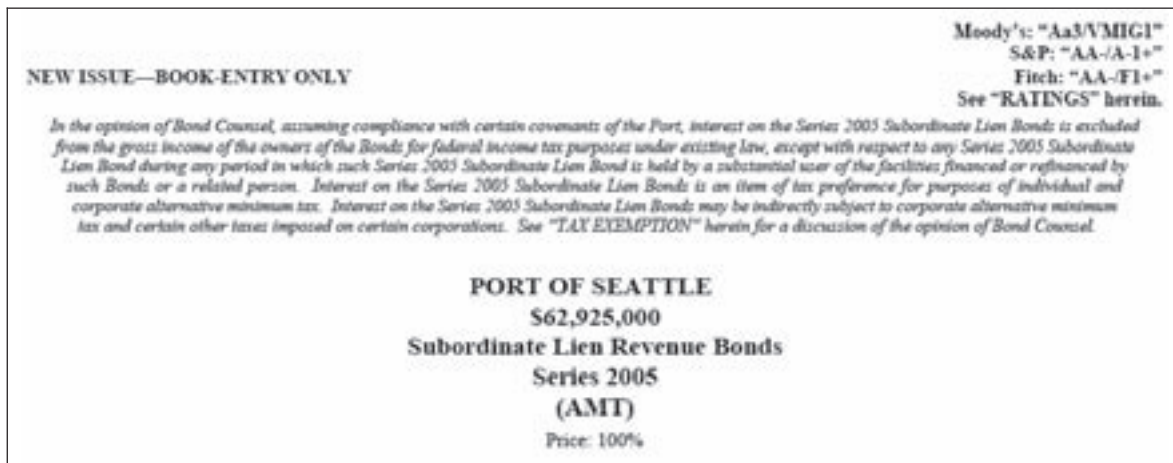 Moody's: "Aa3/VMIG1"
S&P: "AA-/A-1+"
NEW ISSUE—BOOK-ENTRY ONLY
Fitch: "AA-/F1+"
See "RATINGS" herein.
In the opinion of Bond Counsel, assuming compliance with certain covenants of the Port, interest on the Series 2005 Subordinate Lien Bonds is excluded
from the gross income of the owners of the Bonds for federal income tax purposes under existing law, except with respect to any Series 2005 Subordinate
Lien Bond during any period in which such Series 2005 Subordinate Lien Bond is held by a substantial user of the facilities financed or refinanced by
such Bonds or a related person. Interest on the Series 2005 Subordinate Lien Bonds is an item of tax preference for purposes of individual and
corporate alternative minimum tax. Interest on the Series 2005 Subordinate Lien Bonds may be indirectly subject to corporate alternative minimum
tax and certain other taxes imposed on certain corporations. See "TAX EXEMPTION" herein for a discussion of the opinion of Bond Counsel.
PORT OF SEATTLE
$62,925,000
Subordinate Lien Revenue Bonds
Series 2005
(AMT)
Price: 100%